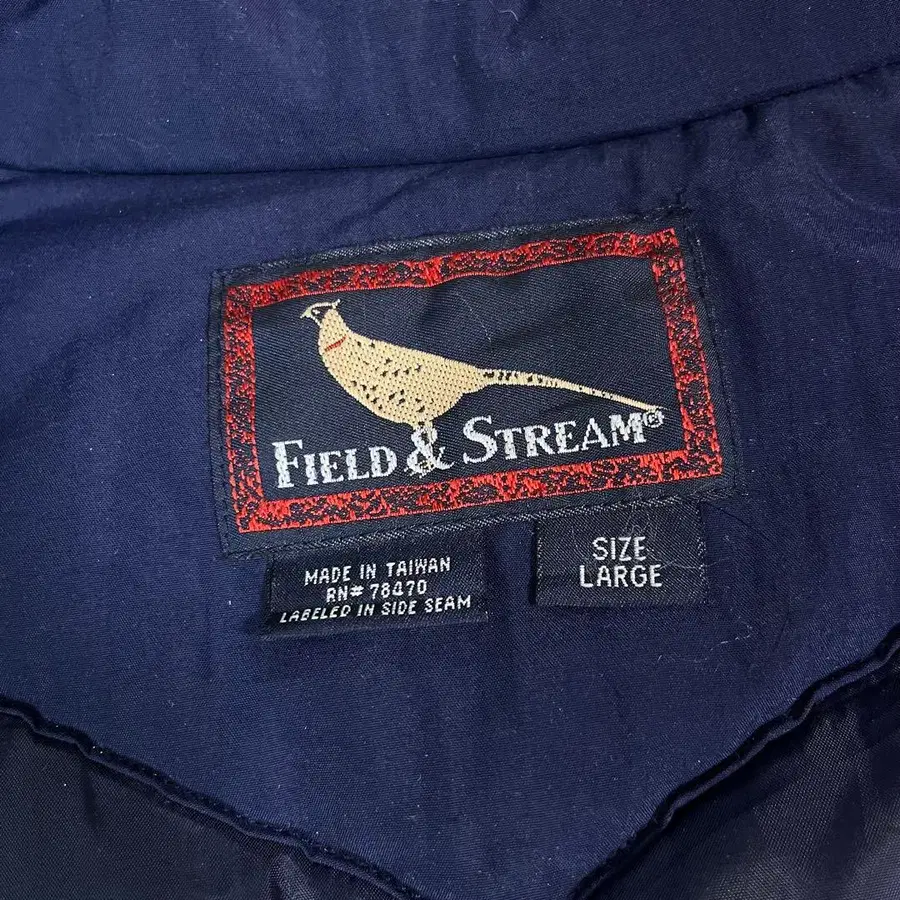 FIELD & STREAM®
MADE IN TAIWAN
RN# 78470
LABELED IN SIDE SEAM
SIZE
LARGE